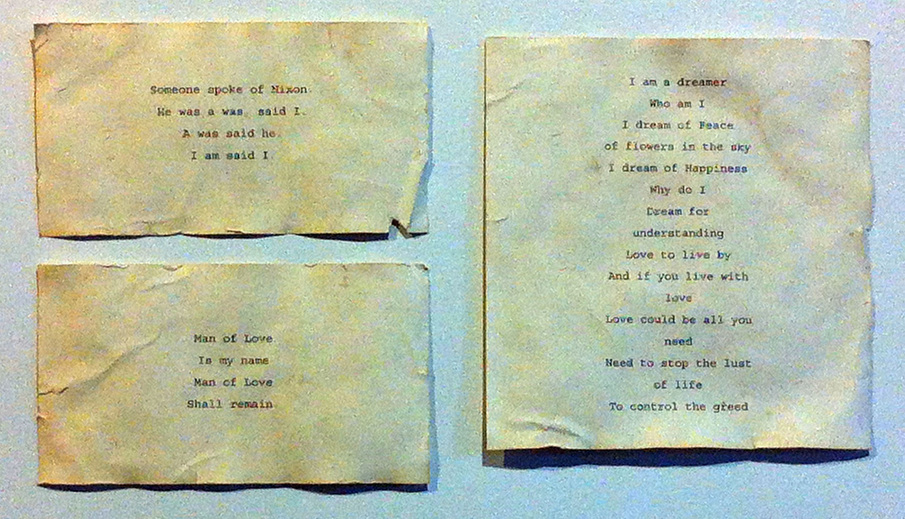 Someone spoke of Nixon.
He was a was, said I.
A was said he.
I am said I.
Man of Love
Is my name
Man of Love
Shall remain
I am a dreamer
Who am I
I dream of Peace
of flowers in the sky
I dream of Happiness
Why do I
Dream for
understanding
Love to live by
And if you live with
love
Love could be all you
need
Need to stop the lust
of life
To control the greed